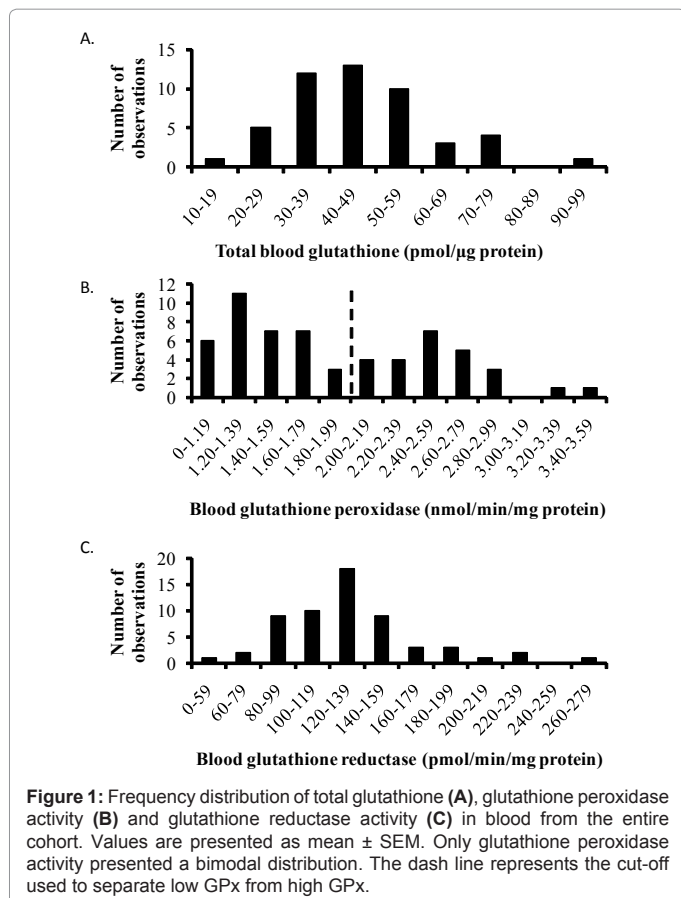 A.
Number of
observations
15
10
5
0
10-19 20-29 30-39 40-49 50-59 60-69 70-79 80-89 90-99
Total blood glutathione (pmol/µg protein)
B.
Number of
observations
12
10
8
6
4
2
0
0-1.19 1.20-1.39 1.40-1.59 1.60-1.79 1.80-1.99 2.00-2.19 2.20-2.39 2.40-2.59 2.60-2.79 2.80-2.99 3.00-3.19 3.20-3.39 3.40-3.59
Blood glutathione peroxidase (nmol/min/mg protein)
C.
Number of
observations
20
15
10
5
0
0-59 60-79 80-99 100-119 120-139 140-159 160-179 180-199 200-219 220-239 240-259 260-279
Blood glutathione reductase (pmol/min/mg protein)
Figure 1: Frequency distribution of total glutathione (A), glutathione peroxidase
activity (B) and glutathione reductase activity (C) in blood from the entire
cohort. Values are presented as mean ± SEM. Only glutathione peroxidase
activity presented a bimodal distribution. The dash line represents the cut-off
used to separate low GPx from high GPx.